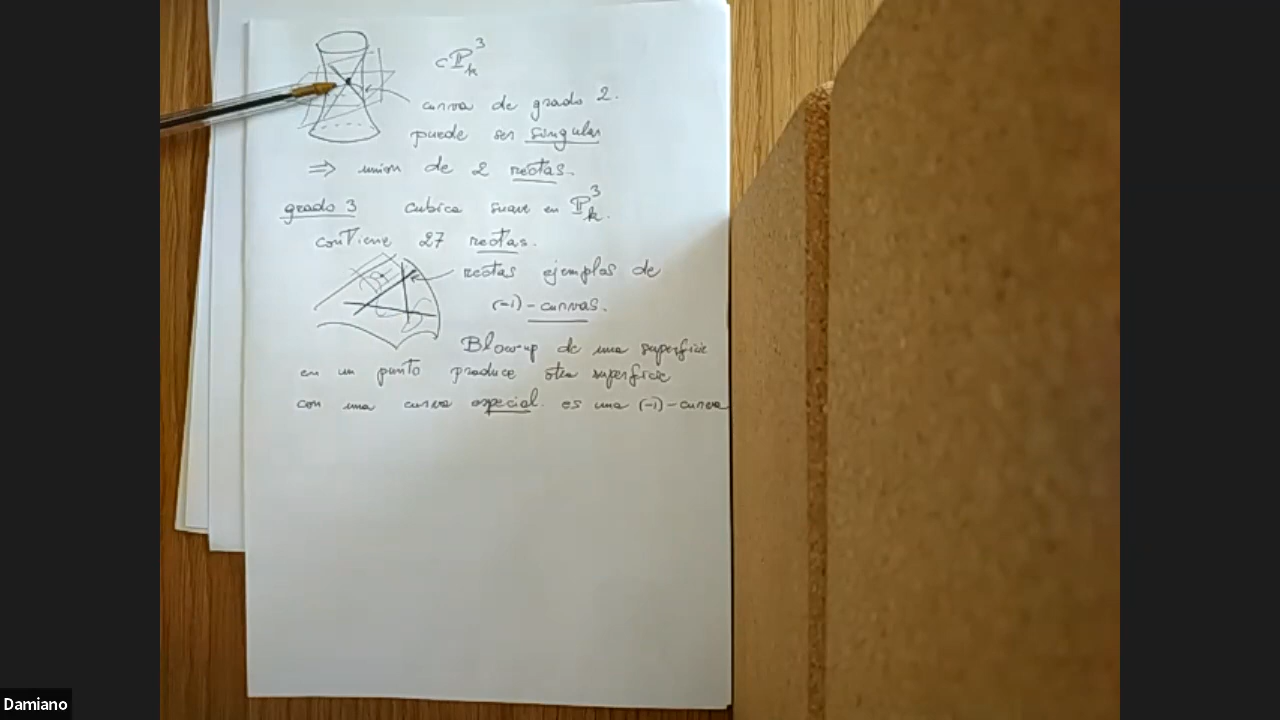 ⊂ ℙ³ₖ
curva de grado 2.
puede ser singular
⇒ union de 2 rectas.
grado 3 cubica suave en ℙ³ₖ.
contiene 27 rectas.
rectas ejemplos de
(-1)-curvas.
Blow-up de una superficie
en un punto produce otra superficie
con una curva especial. es una (-1)-curva
Damiano